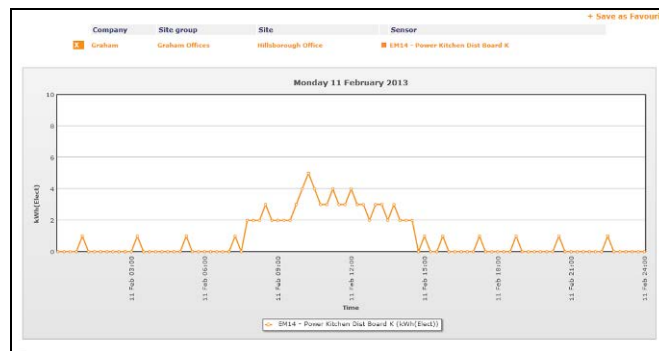 + Save as Favouri
Company Site group Site Sensor
X Graham Graham Offices Hillsborough Office EM14 - Power Kitchen Dist Board K
Monday 11 February 2013
10
8
6
4
2
0
kWh(Elect)
11 Feb 03:00
11 Feb 06:00
11 Feb 09:00
11 Feb 12:00
11 Feb 15:00
11 Feb 18:00
11 Feb 21:00
11 Feb 24:00
Time
EM14 - Power Kitchen Dist Board K (kWh(Elect))